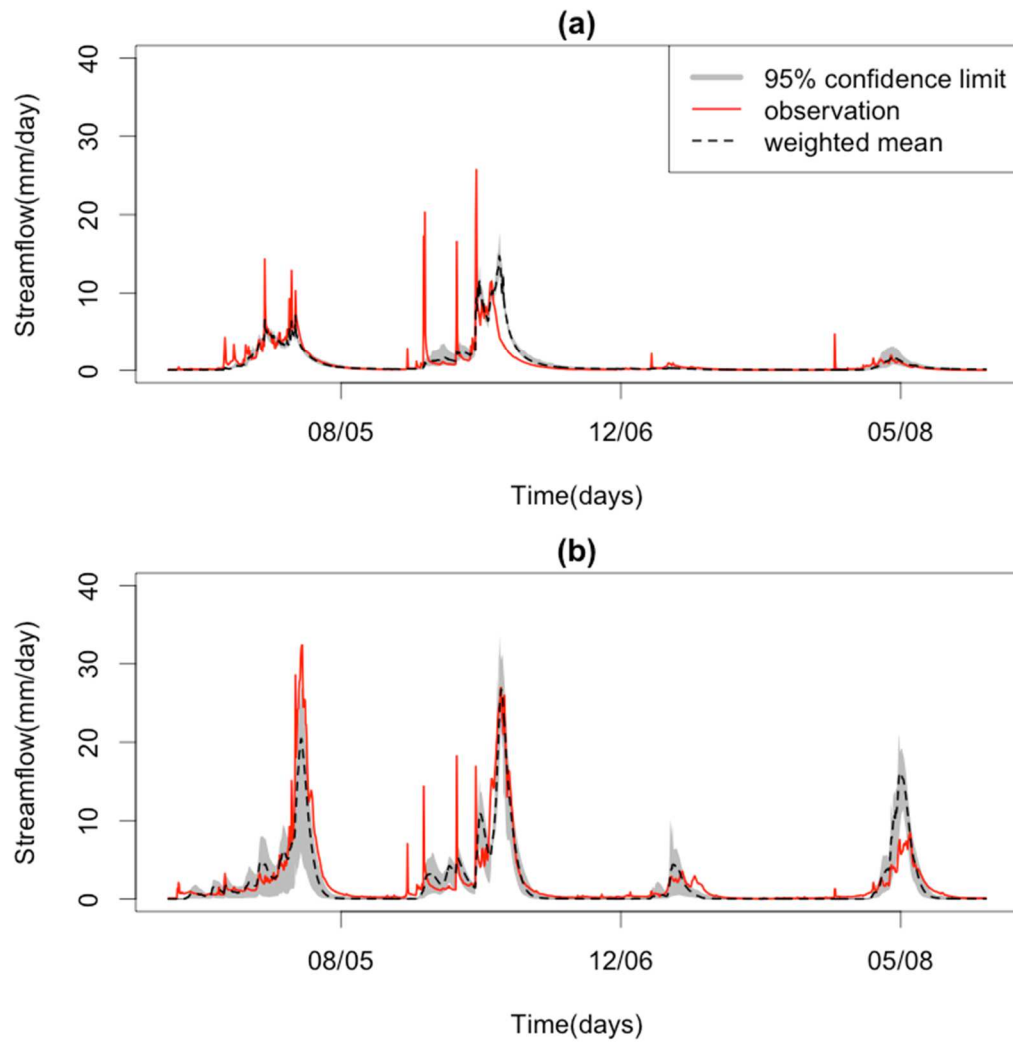 (a)
Streamflow(mm/day)
40
30
20
10
0
95% confidence limit
observation
weighted mean
08/05
12/06
05/08
Time(days)
(b)
Streamflow(mm/day)
40
30
20
10
0
08/05
12/06
05/08
Time(days)